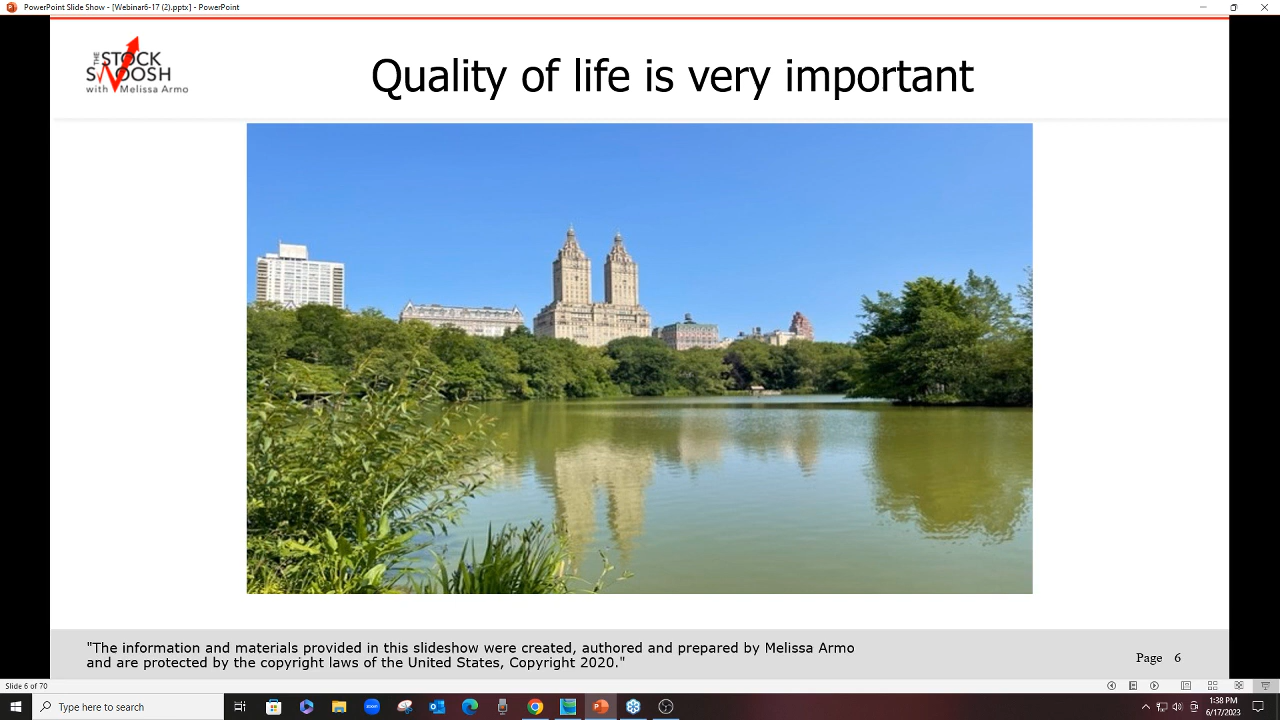 PowerPoint Slide Show - [Webinar6-17 (2).pptx] - PowerPoint
THE
STOCK
SWOOSH
with Melissa Armo
Quality of life is very important
"The information and materials provided in this slideshow were created, authored and prepared by Melissa Armo
and are protected by the copyright laws of the United States, Copyright 2020."
Page 6
Slide 6 of 70
Type here to search
zoom
1:38 PM
6/17/2023